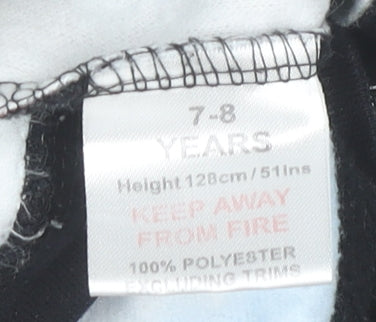 7-8
YEARS
Height 128cm / 51Ins
KEEP AWAY
FROM FIRE
100% POLYESTER
EXCLUDING TRIMS